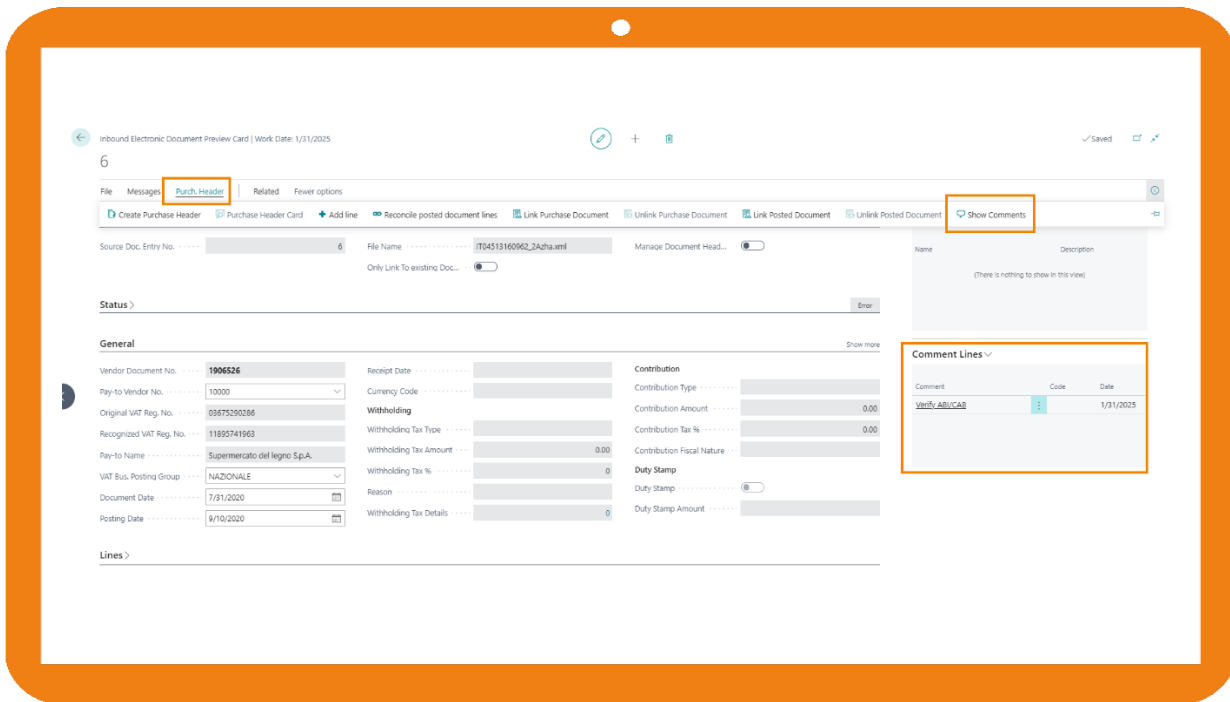 Inbound Electronic Document Preview Card | Work Date: 1/31/2025
Saved
6
File Messages Purch. Header Related Fewer options
Create Purchase Header Purchase Header Card Add line Reconcile posted document lines Link Purchase Document Unlink Purchase Document Link Posted Document Unlink Posted Document Show Comments
Source Doc. Entry No. 6
File Name IT04513160962_2Azha.xml
Manage Document Head...
Only Link To existing Doc...
Name Description
(There is nothing to show in this view)
Status
Error
General
Show more
Vendor Document No. 1906526
Pay-to Vendor No. 10000
Original VAT Reg. No. 03675290286
Recognized VAT Reg. No. 11895741963
Pay-to Name Supermercato del legno S.p.A.
VAT Bus. Posting Group NAZIONALE
Document Date 7/31/2020
Posting Date 9/10/2020
Receipt Date
Currency Code
Withholding
Withholding Tax Type
Withholding Tax Amount 0.00
Withholding Tax % 0
Reason
Withholding Tax Details 0
Contribution
Contribution Type
Contribution Amount 0.00
Contribution Tax % 0.00
Contribution Fiscal Nature
Duty Stamp
Duty Stamp
Duty Stamp Amount
Comment Lines
Comment Code Date
Verify ABI/CAB 1/31/2025
Lines